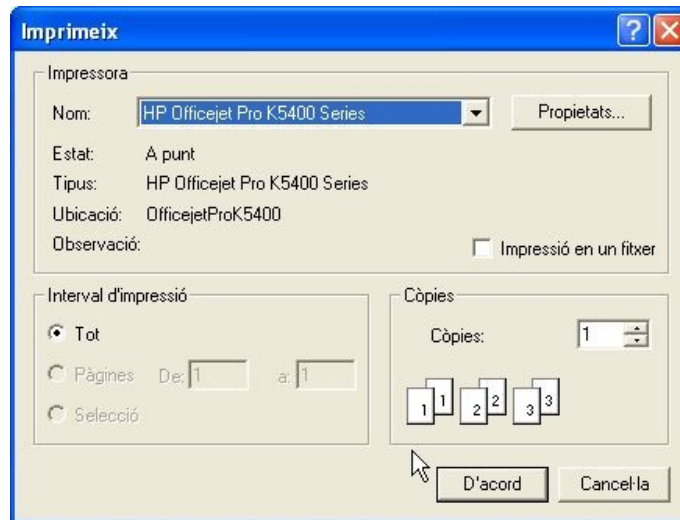 Imprimeix
Impressora
Nom: HP Officejet Pro K5400 Series Propietats...
Estat: A punt
Tipus: HP Officejet Pro K5400 Series
Ubicació: OfficejetProK5400
Observació: Impressió en un fitxer
Interval d'impressió Còpies
Tot Còpies: 1
Pàgines De: 1 a: 1
Selecció
1 1 2 2 3 3
D'acord Cancel·la